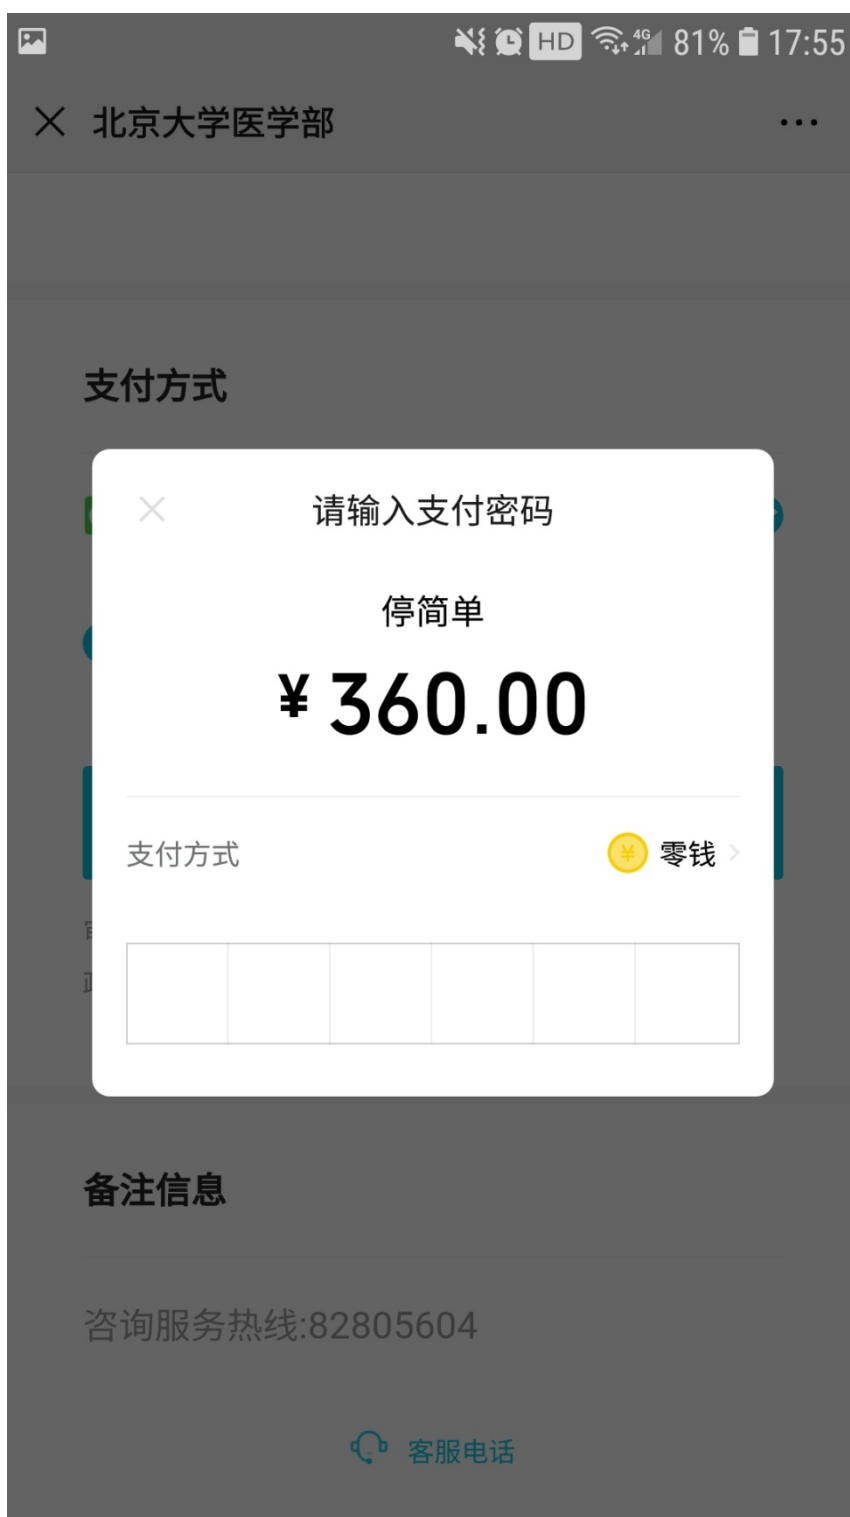 HD 4G 81% 17:55
北京大学医学部
支付方式
请输入支付密码
停简单
¥360.00
支付方式 ¥ 零钱
备注信息
咨询服务热线:82805604
客服电话